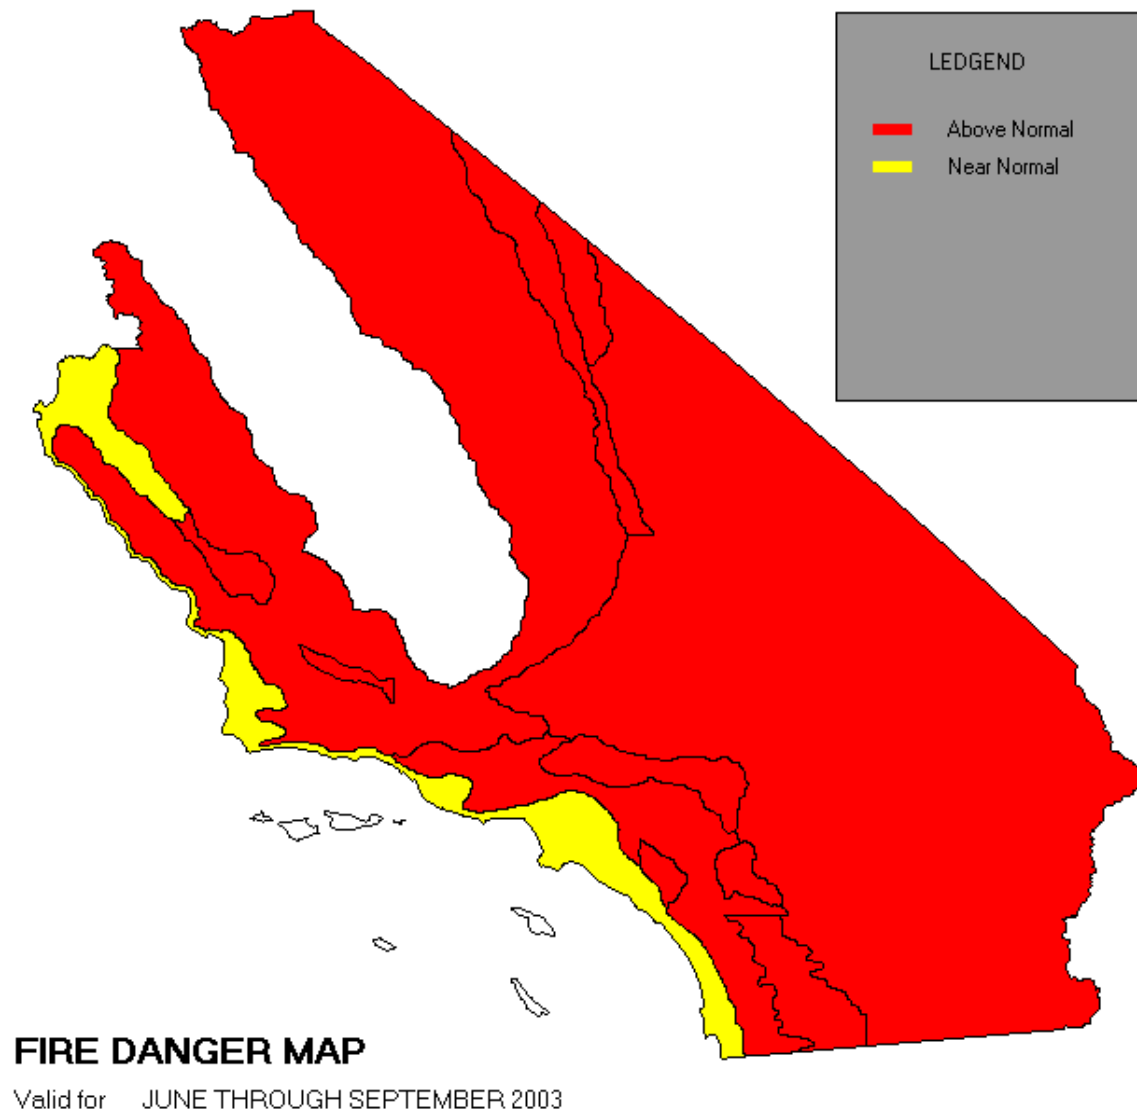 LEDGEND
Above Normal
Near Normal
FIRE DANGER MAP
Valid for JUNE THROUGH SEPTEMBER 2003